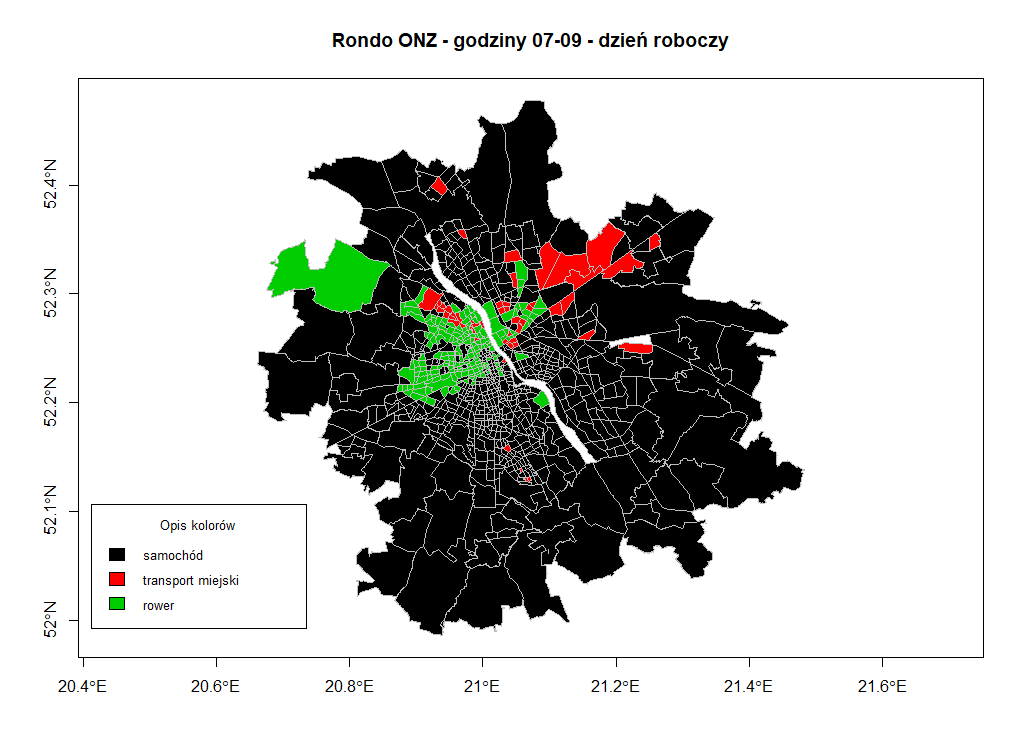 Rondo ONZ - godziny 07-09 - dzień roboczy
52.4°N
52.3°N
52.2°N
52.1°N
52°N
Opis kolorów
samochód
transport miejski
rower
20.4°E
20.6°E
20.8°E
21°E
21.2°E
21.4°E
21.6°E